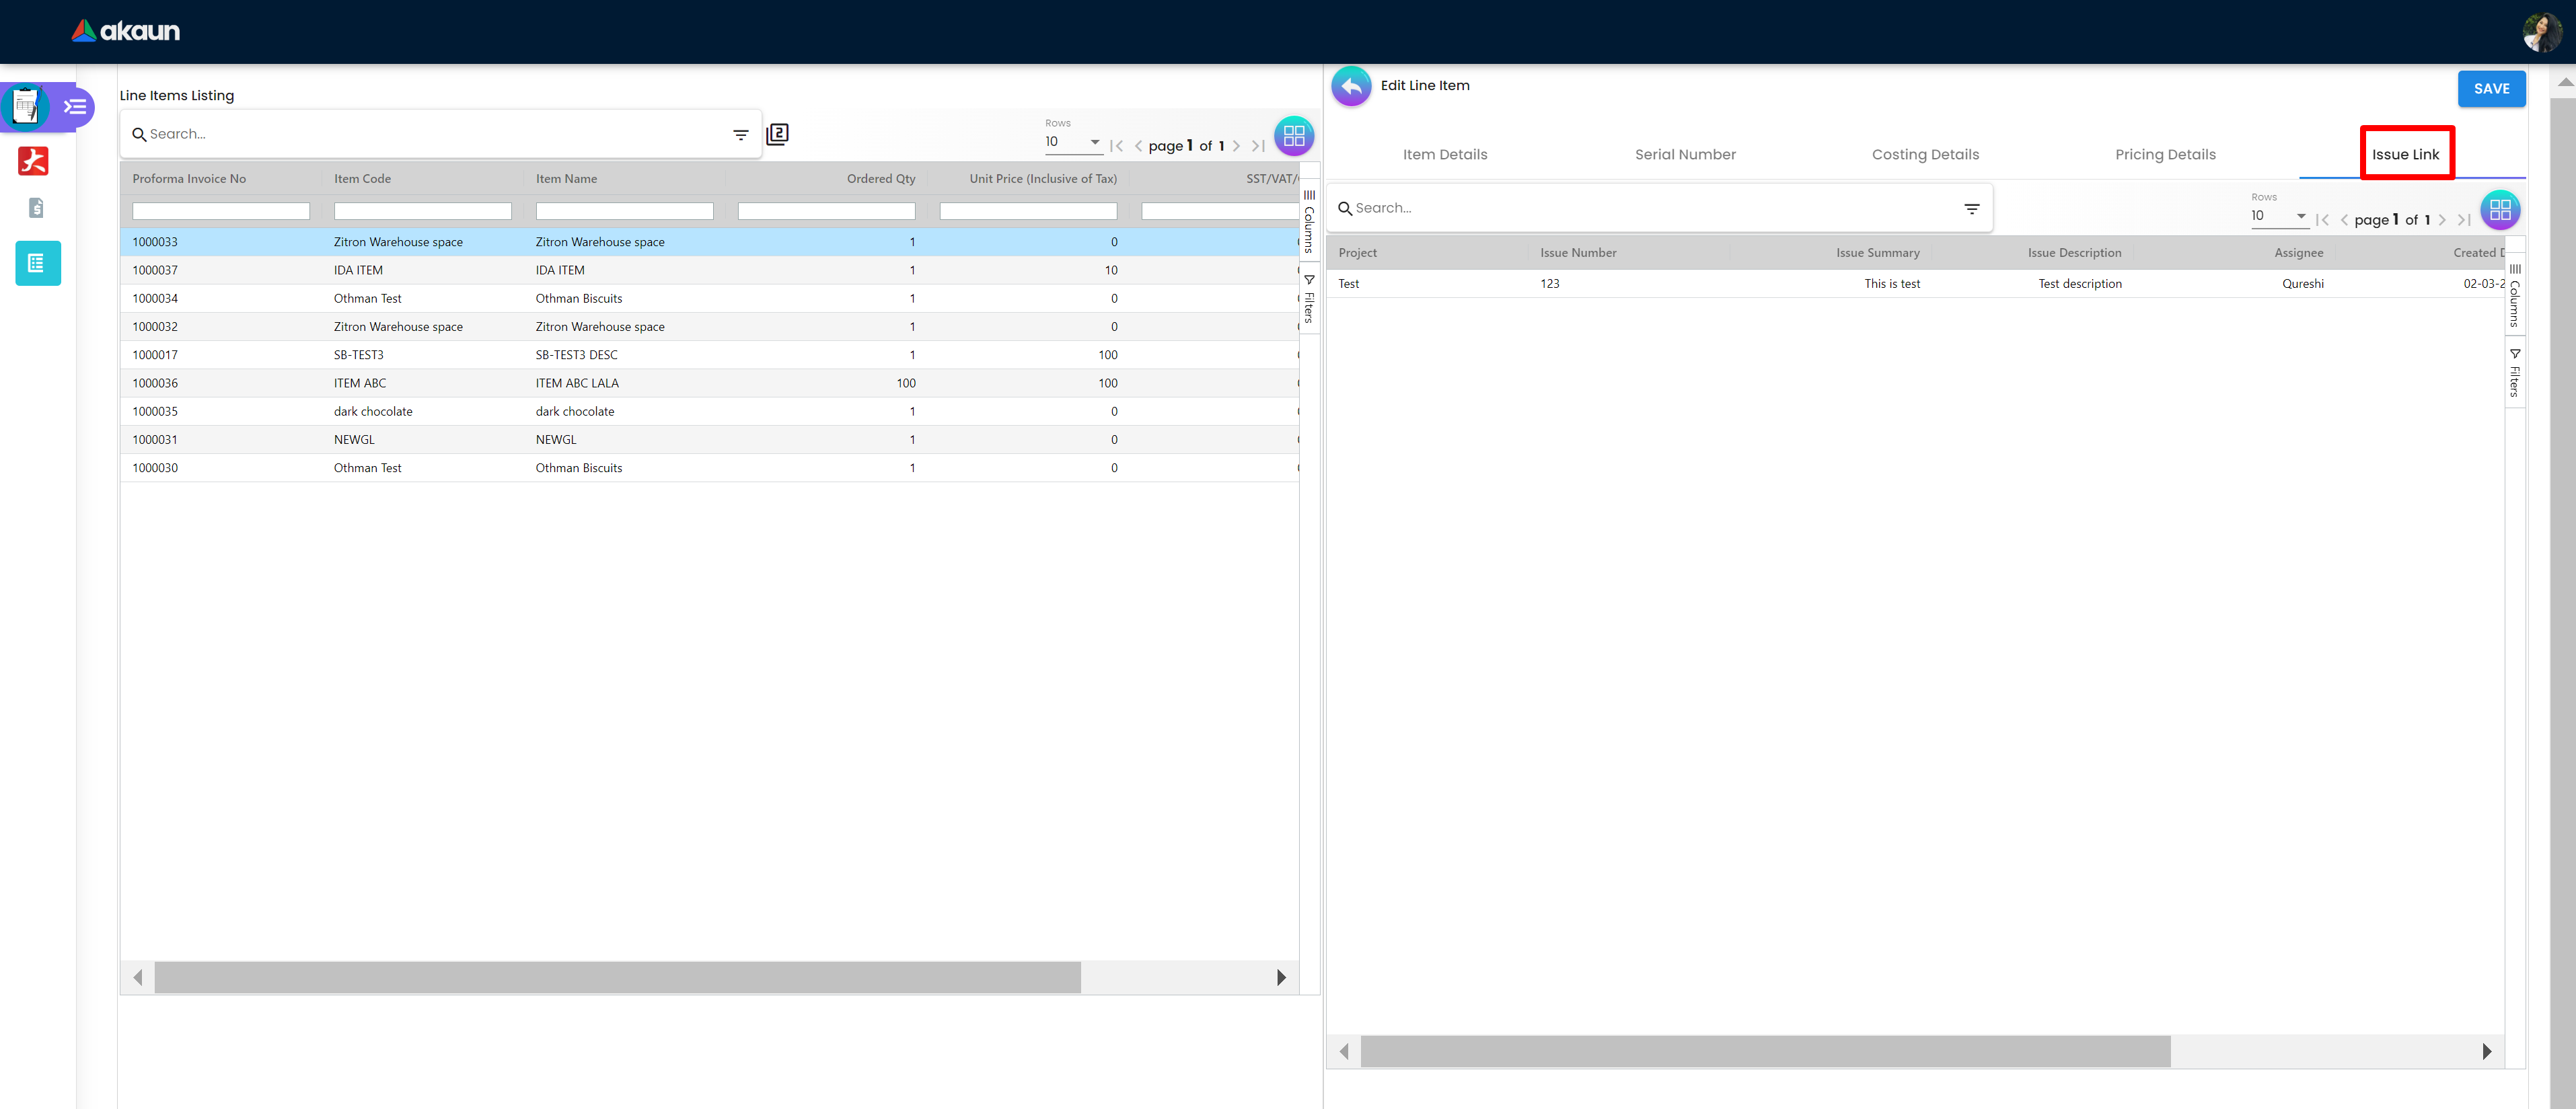 akaun
Line Items Listing
Search...
2
Rows
10
page 1 of 1
Proforma Invoice No Item Code Item Name Ordered Qty Unit Price (Inclusive of Tax) SST/VAT/
1000033 Zitron Warehouse space Zitron Warehouse space 1 0
1000037 IDA ITEM IDA ITEM 1 10
1000034 Othman Test Othman Biscuits 1 0
1000032 Zitron Warehouse space Zitron Warehouse space 1 0
1000017 SB-TEST3 SB-TEST3 DESC 1 100
1000036 ITEM ABC ITEM ABC LALA 100 100
1000035 dark chocolate dark chocolate 1 0
1000031 NEWGL NEWGL 1 0
1000030 Othman Test Othman Biscuits 1 0
Columns
Filters
Edit Line Item
SAVE
Item Details Serial Number Costing Details Pricing Details Issue Link
Search...
Rows
10
page 1 of 1
Project Issue Number Issue Summary Issue Description Assignee Created D
Test 123 This is test Test description Qureshi 02-03-2
Columns
Filters